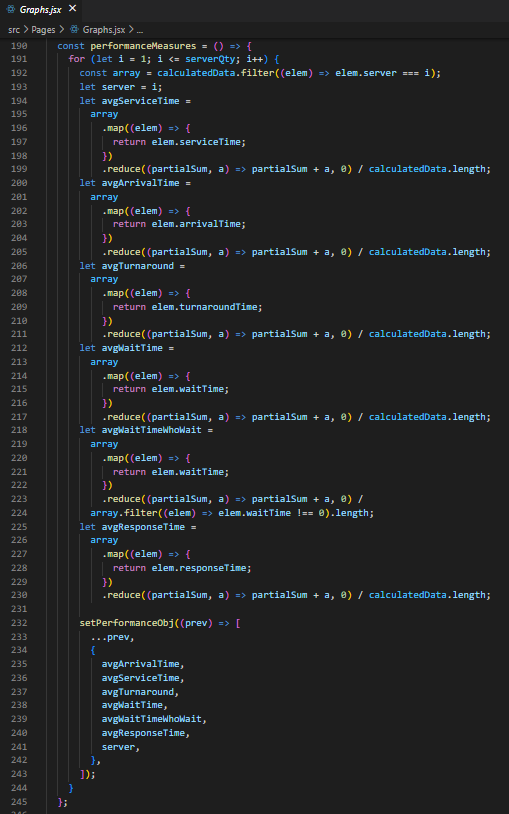 Graphs.jsx ×
src > Pages > Graphs.jsx > ...
190 const performanceMeasures = () => {
191 for (let i = 1; i <= serverQty; i++) {
192 const array = calculatedData.filter((elem) => elem.server === i);
193 let server = i;
194 let avgServiceTime =
195 array
196 .map((elem) => {
197 return elem.serviceTime;
198 })
199 .reduce((partialSum, a) => partialSum + a, 0) / calculatedData.length;
200 let avgArrivalTime =
201 array
202 .map((elem) => {
203 return elem.arrivalTime;
204 })
205 .reduce((partialSum, a) => partialSum + a, 0) / calculatedData.length;
206 let avgTurnaround =
207 array
208 .map((elem) => {
209 return elem.turnaroundTime;
210 })
211 .reduce((partialSum, a) => partialSum + a, 0) / calculatedData.length;
212 let avgWaitTime =
213 array
214 .map((elem) => {
215 return elem.waitTime;
216 })
217 .reduce((partialSum, a) => partialSum + a, 0) / calculatedData.length;
218 let avgWaitTimeWhoWait =
219 array
220 .map((elem) => {
221 return elem.waitTime;
222 })
223 .reduce((partialSum, a) => partialSum + a, 0) /
224 array.filter((elem) => elem.waitTime !== 0).length;
225 let avgResponseTime =
226 array
227 .map((elem) => {
228 return elem.responseTime;
229 })
230 .reduce((partialSum, a) => partialSum + a, 0) / calculatedData.length;
231
232 setPerformanceObj((prev) => [
233 ...prev,
234 {
235 avgArrivalTime,
236 avgServiceTime,
237 avgTurnaround,
238 avgWaitTime,
239 avgWaitTimeWhoWait,
240 avgResponseTime,
241 server,
242 },
243 ]);
244 }
245 };
246